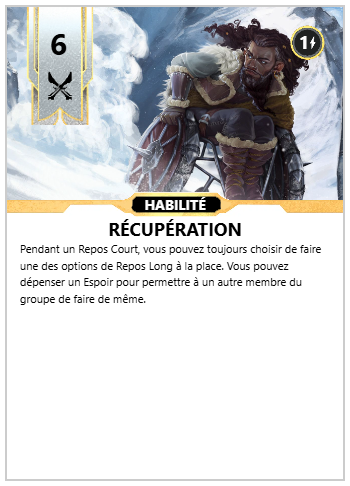 6
1
HABILITÉ
RÉCUPÉRATION
Pendant un Repos Court, vous pouvez toujours choisir de faire
une des options de Repos Long à la place. Vous pouvez
dépenser un Espoir pour permettre à un autre membre du
groupe de faire de même.